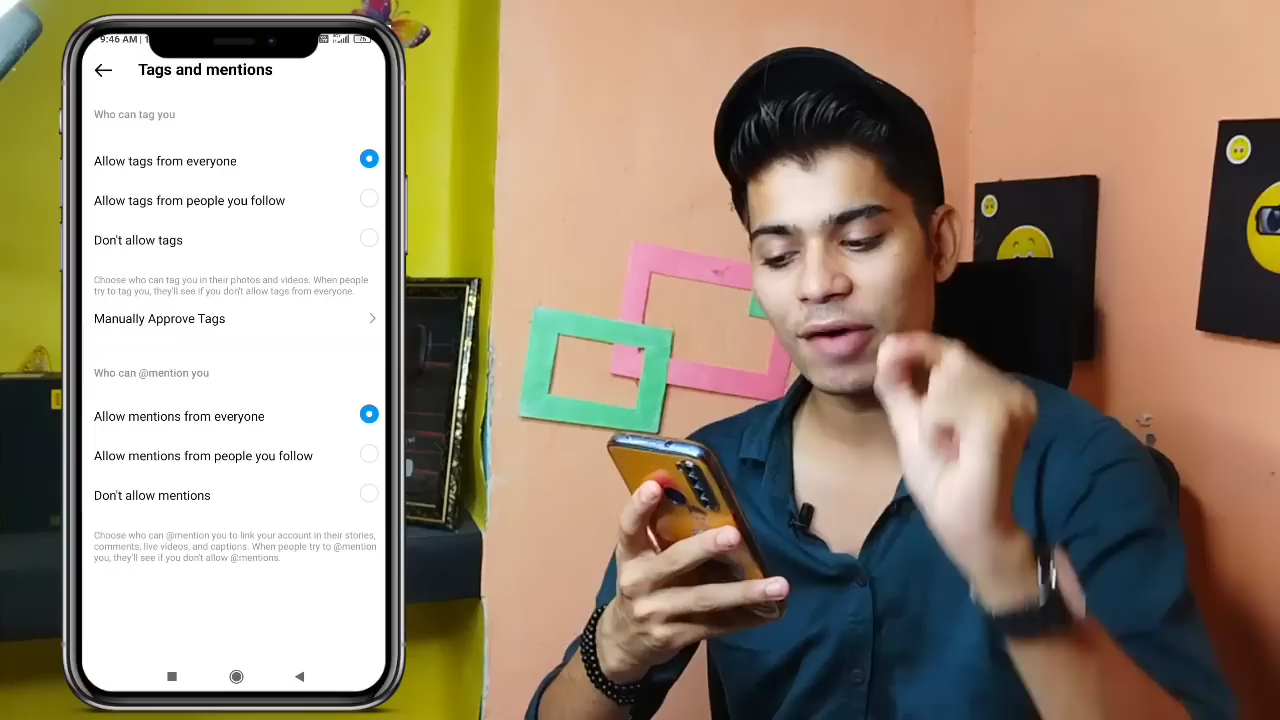 9:46 AM
Tags and mentions
Who can tag you
Allow tags from everyone
Allow tags from people you follow
Don't allow tags
Choose who can tag you in their photos and videos. When people
try to tag you, they'll see if you don't allow tags from everyone.
Manually Approve Tags
Who can @mention you
Allow mentions from everyone
Allow mentions from people you follow
Don't allow mentions
Choose who can @mention you to link your account in their stories,
comments, live videos, and captions. When people try to @mention
you, they'll see if you don't allow @mentions.